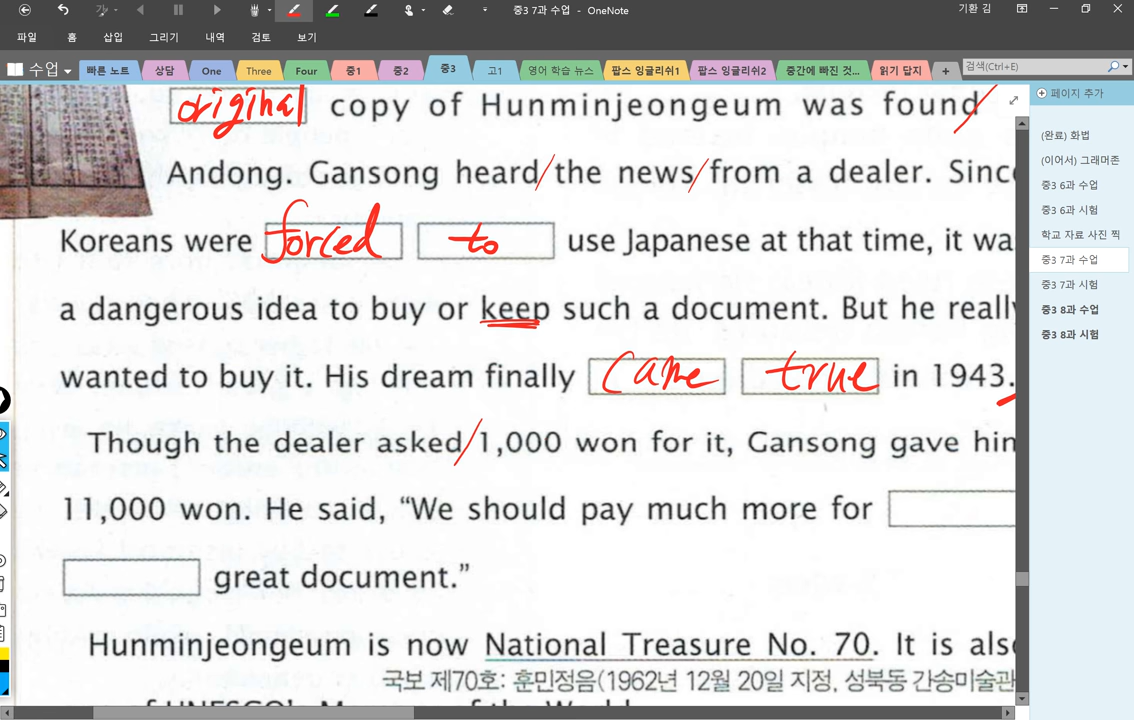 중3 7과 수업 - OneNote
기환 김
파일 홈 삽입 그리기 내역 검토 보기
수업 빠른 노트 상담 One Three Four 중1 중2 중3 고1 영어 학습 뉴스 팝스 잉글리쉬1 팝스 잉글리쉬2 중간에 빠진 것... 읽기 답지 + 검색(Ctrl+E)
페이지 추가
(완료) 화법
(이어서) 그래머존
중3 6과 수업
중3 6과 시험
학교 자료 사진 찍
중3 7과 수업
중3 7과 시험
중3 8과 수업
중3 8과 시험
original copy of Hunminjeongeum was found
Andong. Gansong heard the news from a dealer. Since
Koreans were forced to use Japanese at that time, it wa
a dangerous idea to buy or keep such a document. But he really
wanted to buy it. His dream finally came true in 1943.
Though the dealer asked 1,000 won for it, Gansong gave him
11,000 won. He said, “We should pay much more for
great document.”
Hunminjeongeum is now National Treasure No. 70. It is also
국보 제70호: 훈민정음(1962년 12월 20일 지정, 성북동 간송미술관
of UNESCO's Memory of the World